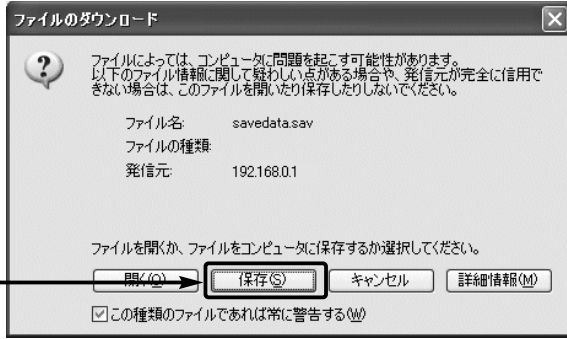 ファイルのダウンロード
ファイルによっては、コンピュータに問題を起こす可能性があります。
以下のファイル情報に関して疑わしい点がある場合や、発信元が完全に信用で
きない場合は、このファイルを開いたり保存したりしないでください。
ファイル名: savedata.sav
ファイルの種類:
発信元: 192.168.0.1
ファイルを開くか、ファイルをコンピュータに保存するか選択してください。
開く(O) 保存(S) キャンセル 詳細情報(M)
この種類のファイルであれば常に警告する(W)